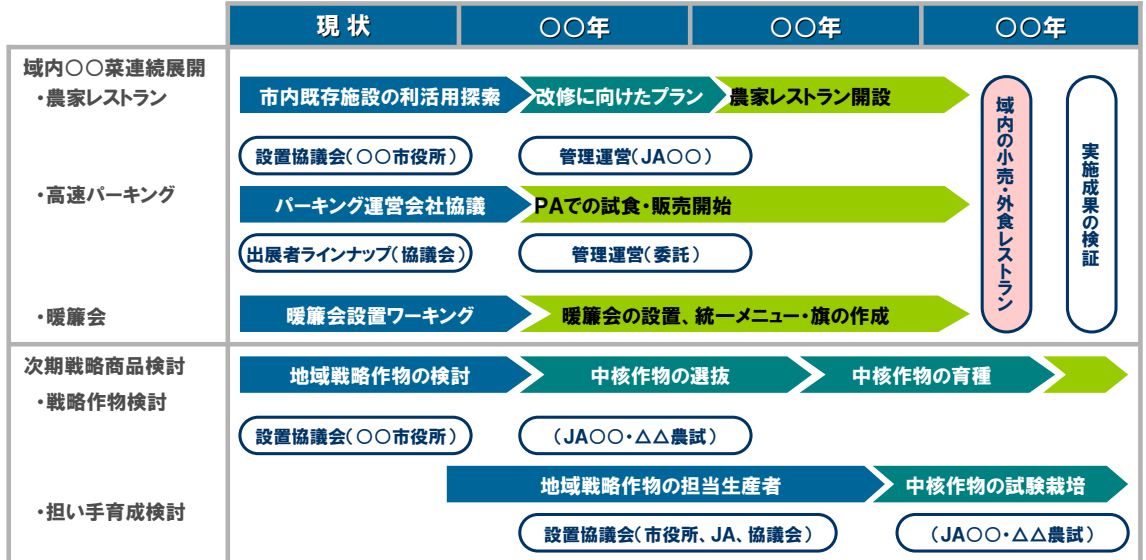 現 状
〇〇年
〇〇年
〇〇年
域内〇〇菜連続展開
・農家レストラン
市内既存施設の利活用探索
改修に向けたプラン
農家レストラン開設
設置協議会(〇〇市役所)
管理運営(JA〇〇)
・高速パーキング
パーキング運営会社協議
PAでの試食・販売開始
出展者ラインナップ(協議会)
管理運営(委託)
・暖簾会
暖簾会設置ワーキング
暖簾会の設置、統一メニュー・旗の作成
域内の小売・外食レストラン
実施成果の検証
次期戦略商品検討
・戦略作物検討
地域戦略作物の検討
中核作物の選抜
中核作物の育種
設置協議会(〇〇市役所)
(JA〇〇・△△農試)
・担い手育成検討
地域戦略作物の担当生産者
中核作物の試験栽培
設置協議会(市役所、JA、協議会)
(JA〇〇・△△農試)